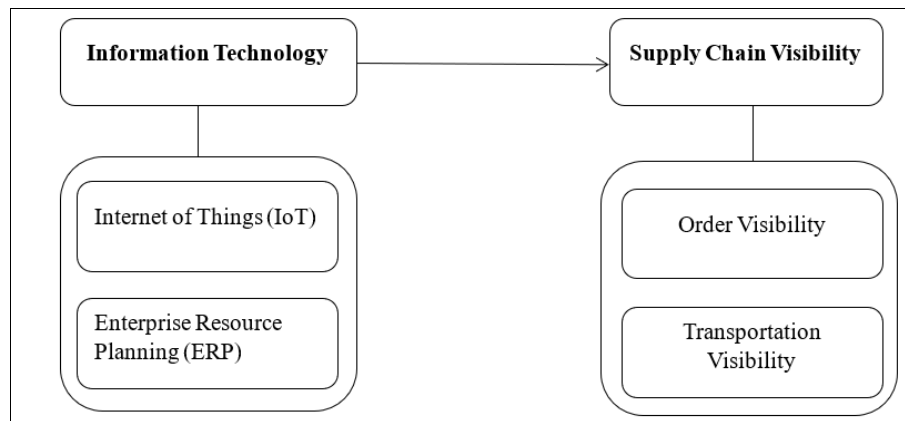 Information Technology
Supply Chain Visibility
Internet of Things (IoT)
Enterprise Resource
Planning (ERP)
Order Visibility
Transportation
Visibility